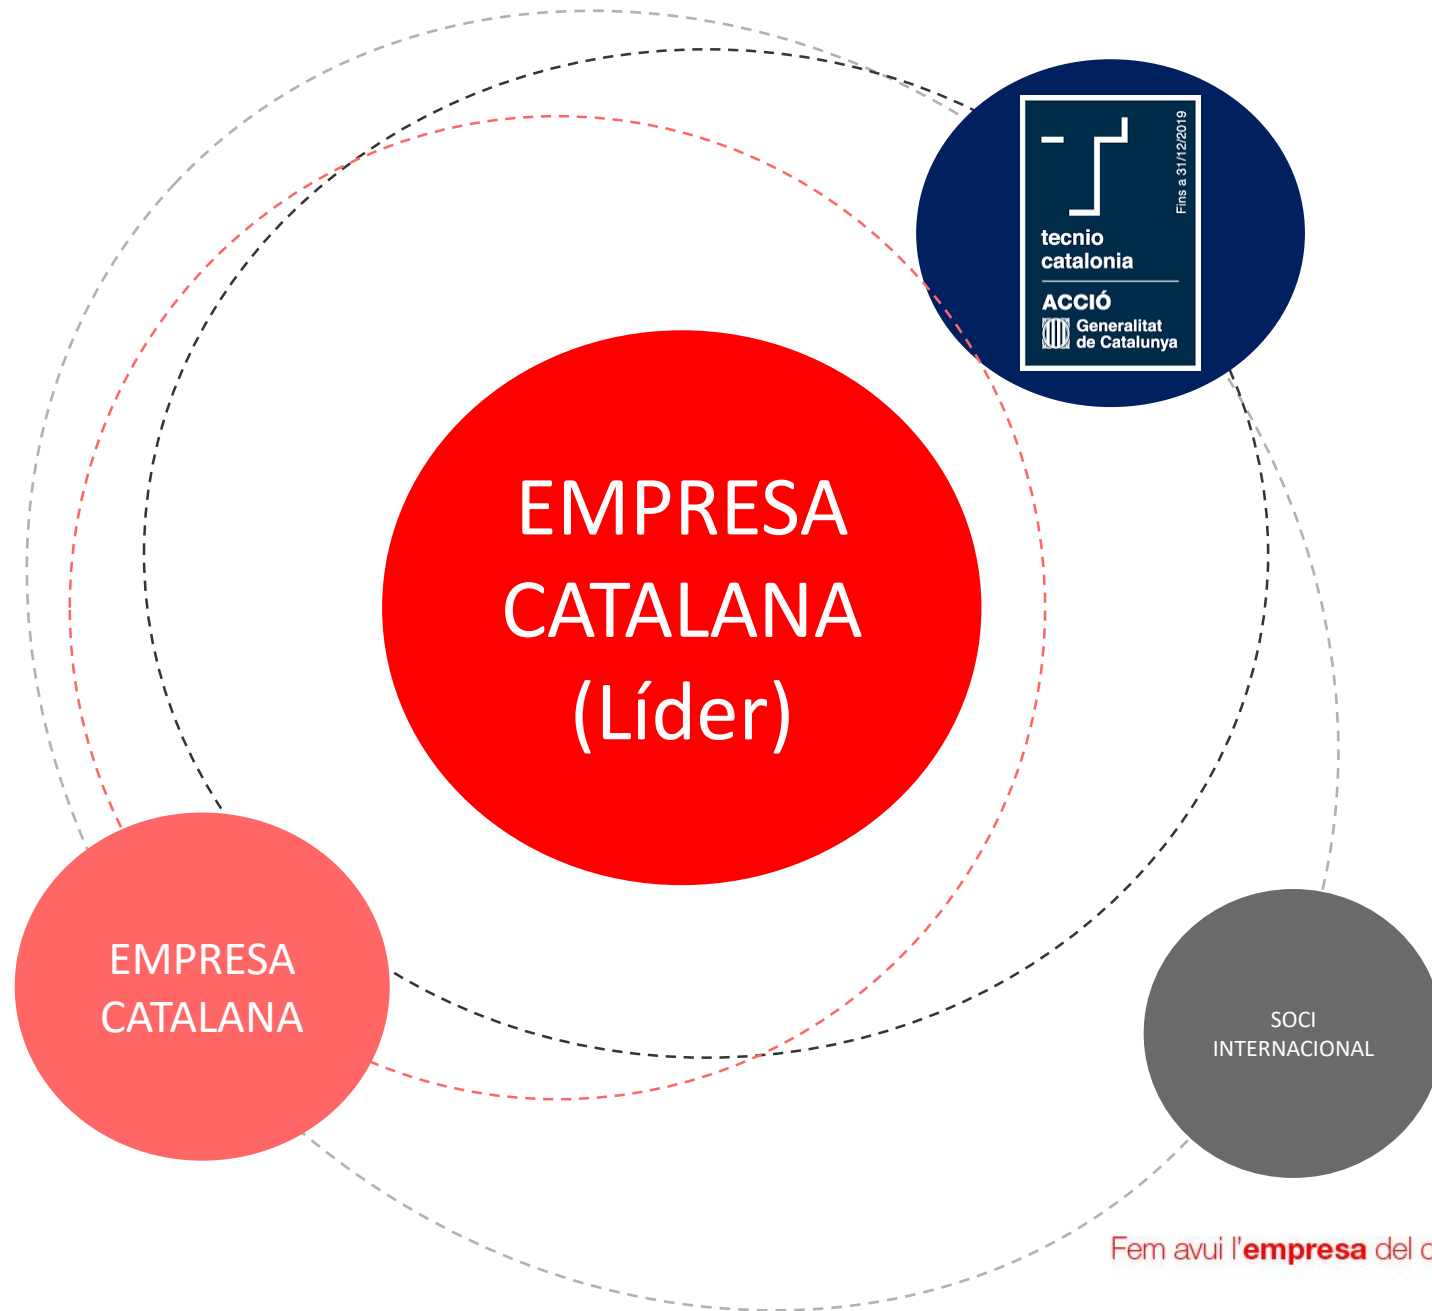 Fins a 31/12/2019
tecnio
catalonia
ACCIÓ
Generalitat
de Catalunya
EMPRESA
CATALANA
(Líder)
EMPRESA
CATALANA
SOCI
INTERNACIONAL
Fem avui l'empresa del